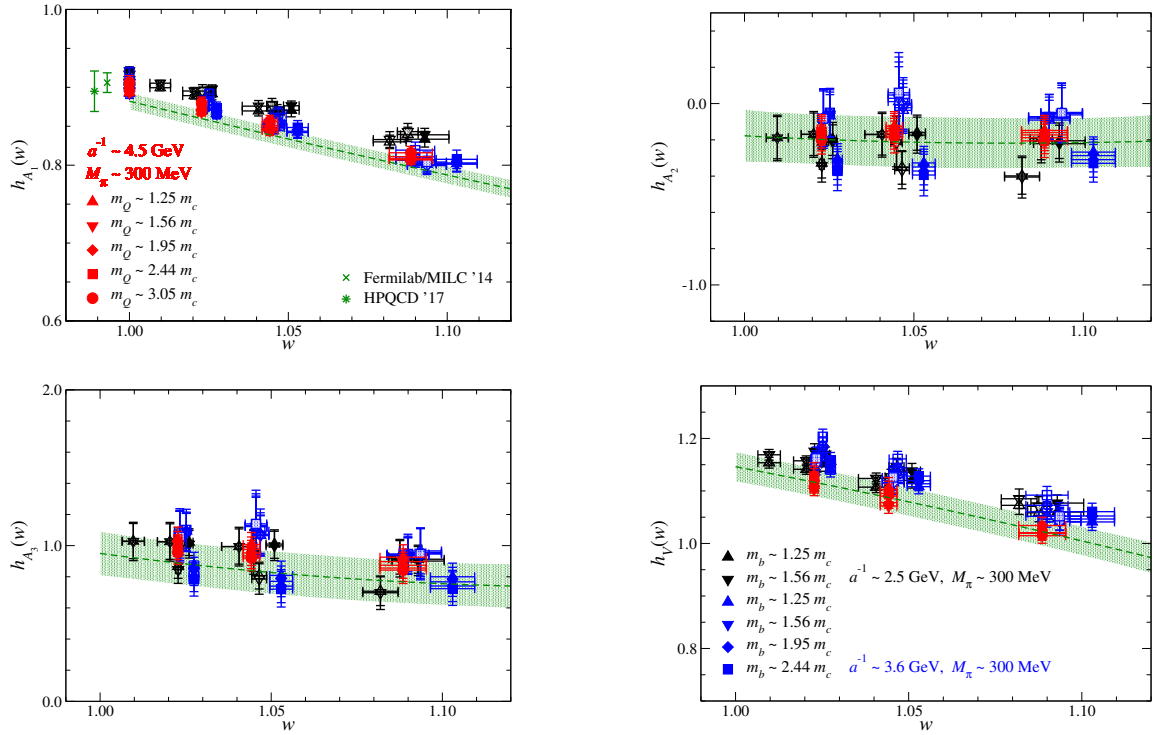 1.0
0.8
0.6
h_{A_1}(w)
a^{-1} ~ 4.5 GeV
M_π ~ 300 MeV
m_Q ~ 1.25 m_c
m_Q ~ 1.56 m_c
m_Q ~ 1.95 m_c
m_Q ~ 2.44 m_c
m_Q ~ 3.05 m_c
Fermilab/MILC '14
HPQCD '17
1.00 1.05 1.10
w
0.0
-1.0
h_{A_2}(w)
1.00 1.05 1.10
w
2.0
1.0
0.0
h_{A_3}(w)
1.00 1.05 1.10
w
1.2
1.0
0.8
h_V(w)
m_b ~ 1.25 m_c
m_b ~ 1.56 m_c a^{-1} ~ 2.5 GeV, M_π ~ 300 MeV
m_b ~ 1.25 m_c
m_b ~ 1.56 m_c
m_b ~ 1.95 m_c
m_b ~ 2.44 m_c a^{-1} ~ 3.6 GeV, M_π ~ 300 MeV
1.00 1.05 1.10
w